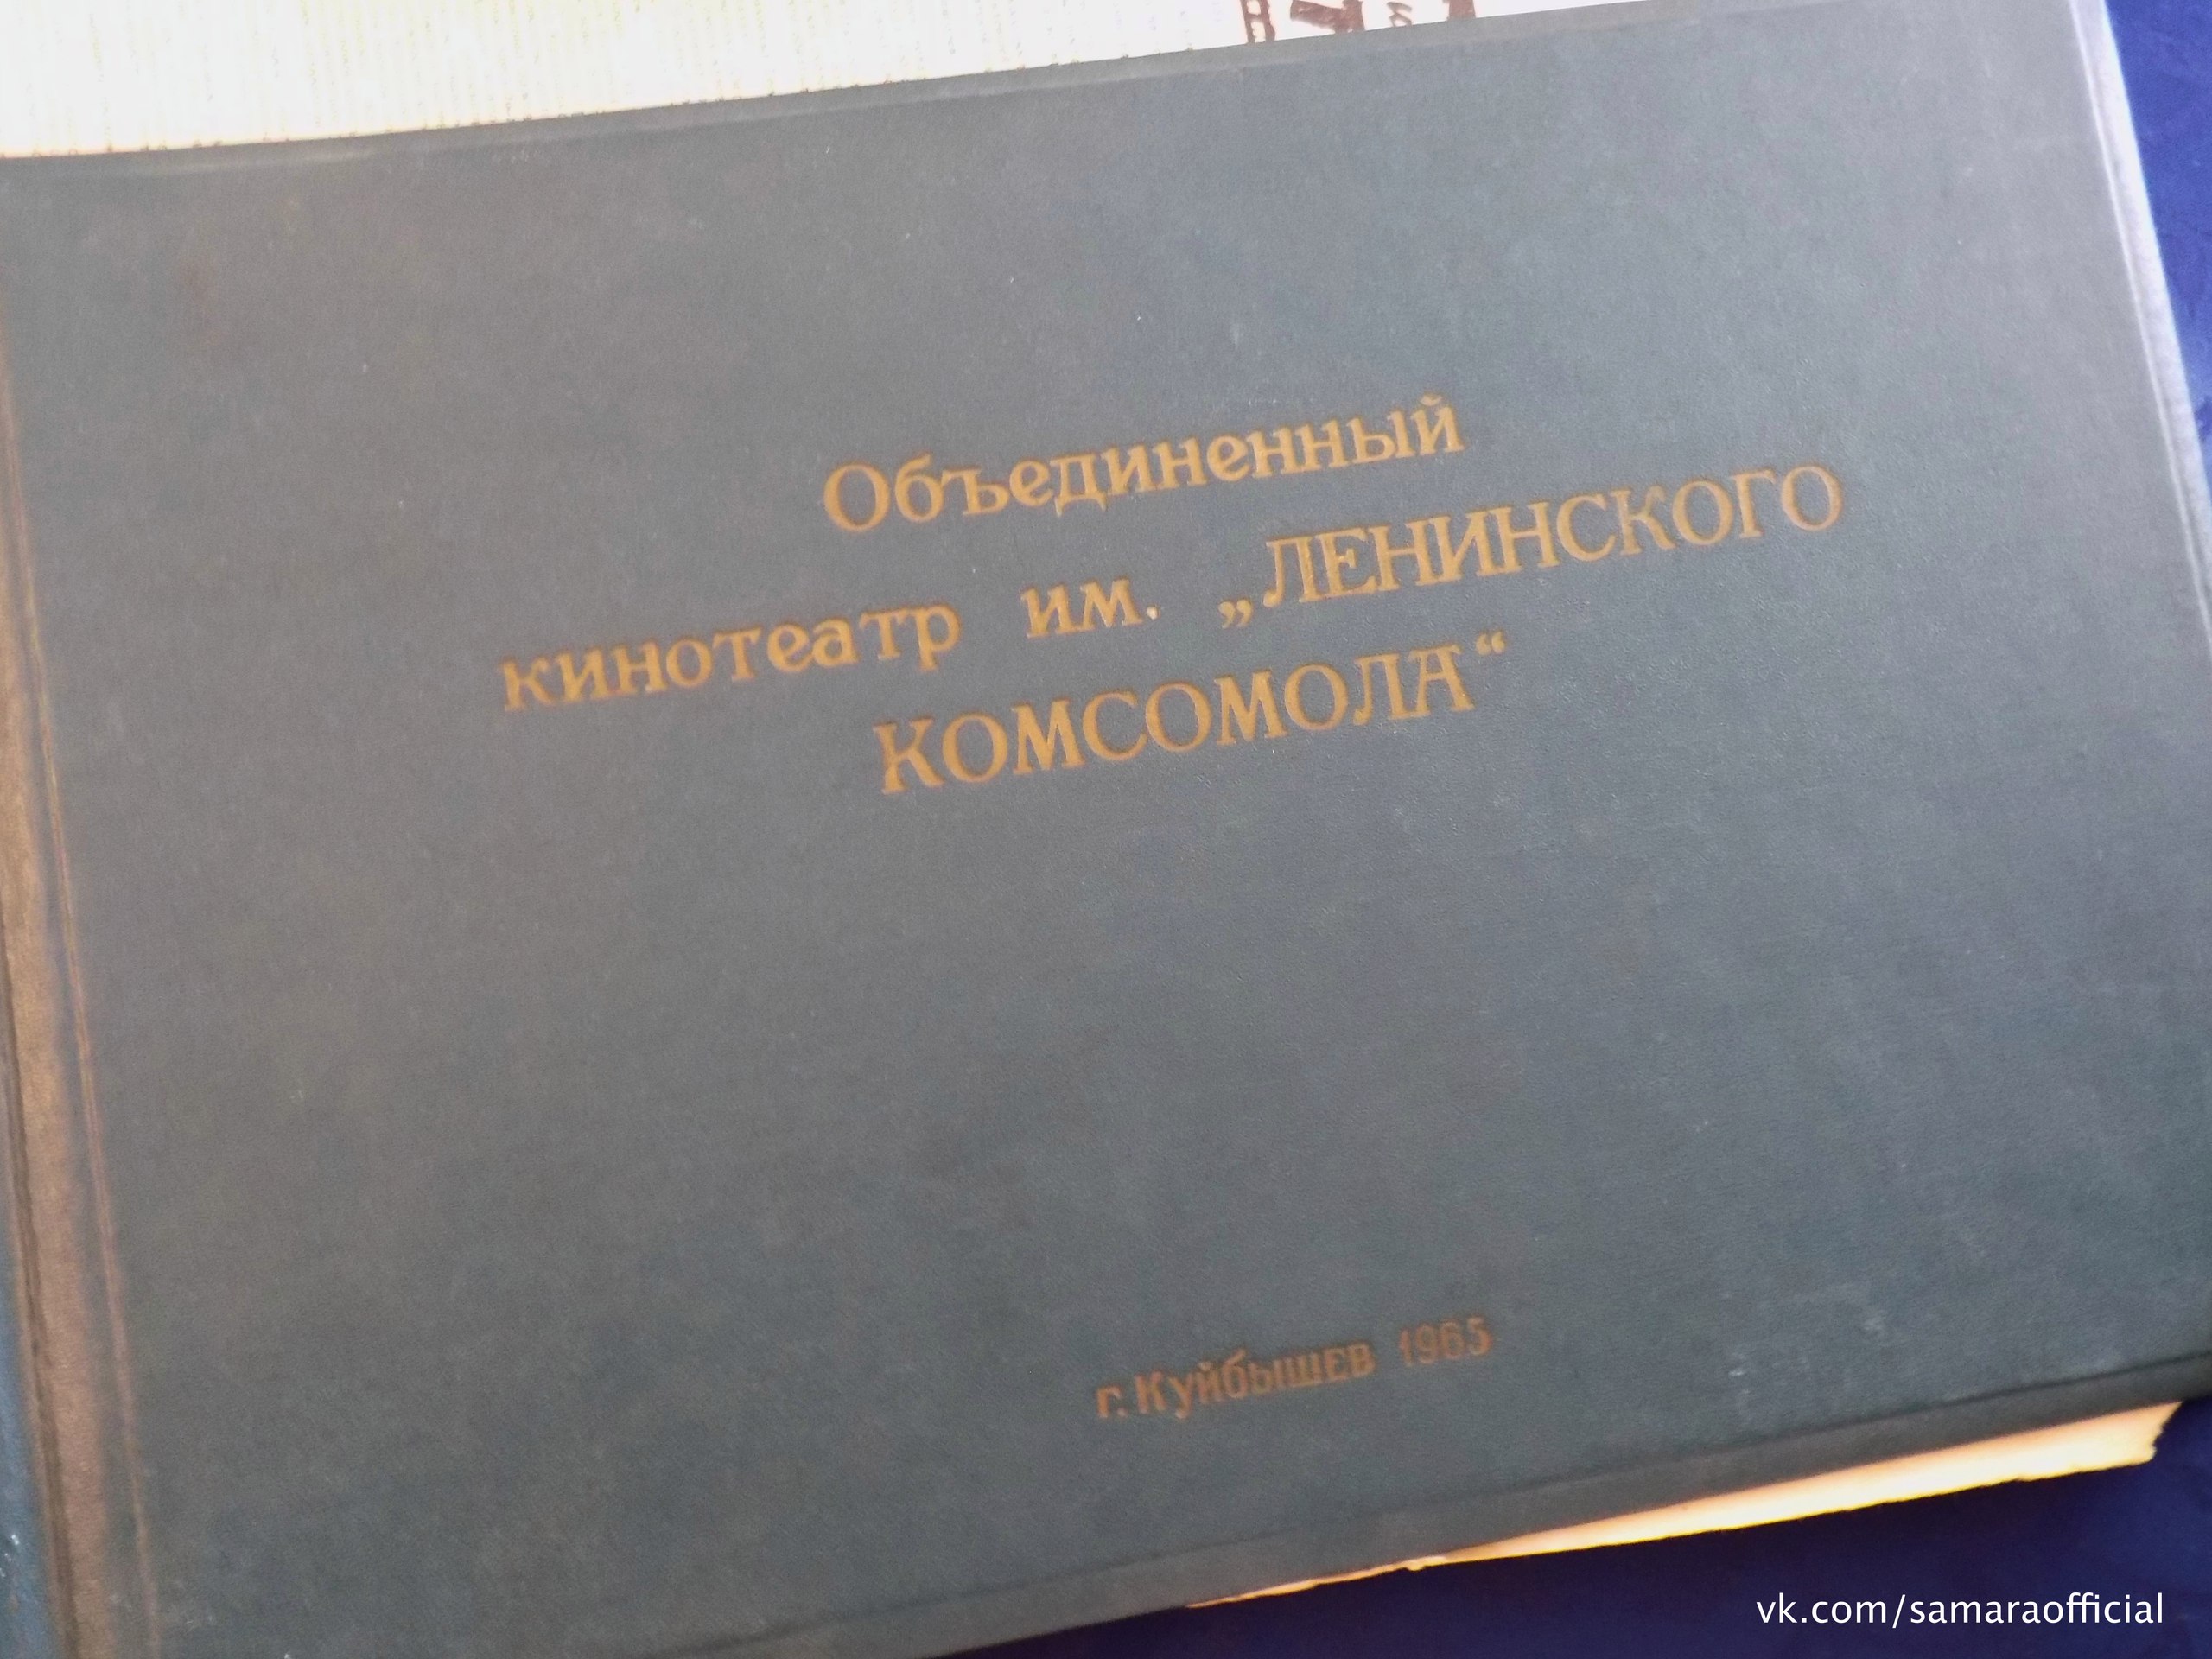 Объединенный
кинотеатр им. „ЛЕНИНСКОГО
КОМСОМОЛА“
г. Куйбышев 1965
vk.com/samaraofficial